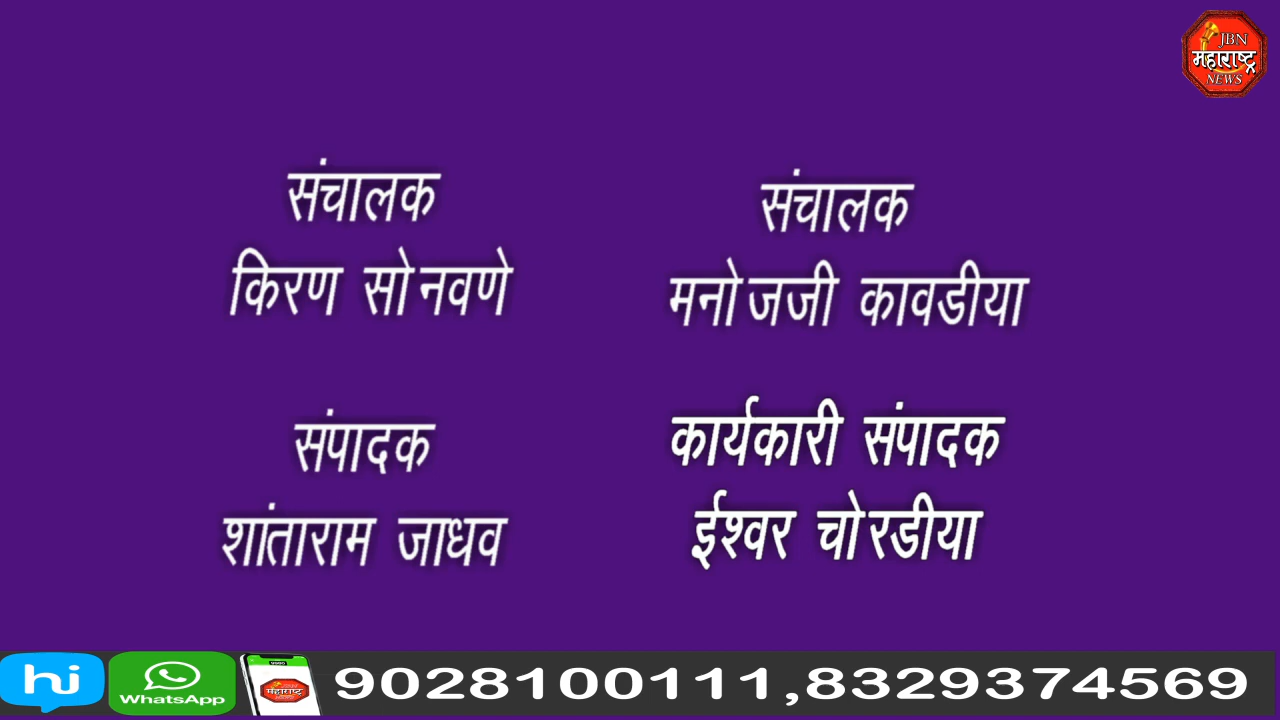 JBN
महाराष्ट्र
NEWS
संचालक
किरण सोनवणे
संचालक
मनोजजी कावडीया
संपादक
शांताराम जाधव
कार्यकारी संपादक
ईश्वर चोरडीया
hi
WhatsApp
महाराष्ट्र
9028100111,8329374569